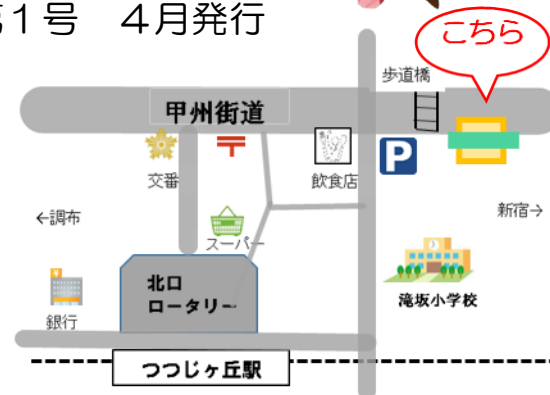 第１号　４月発行
こちら
歩道橋
甲州街道
〒
P
交番
飲食店
新宿→
←調布
スーパー
滝坂小学校
北口
ロータリー
銀行
つつじヶ丘駅